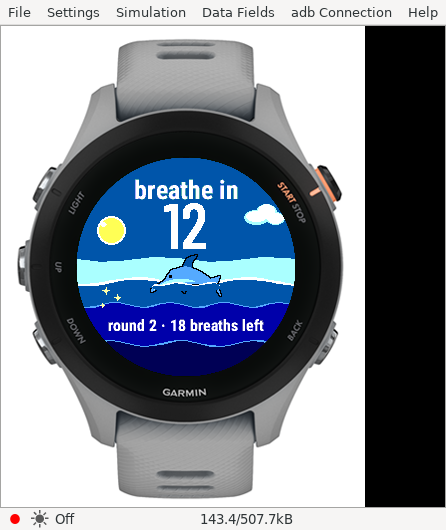 File Settings Simulation Data Fields adb Connection Help
breathe in
12
round 2 · 18 breaths left
LIGHT
START STOP
UP
DOWN
BACK
GARMIN
Off 143.4/507.7kB